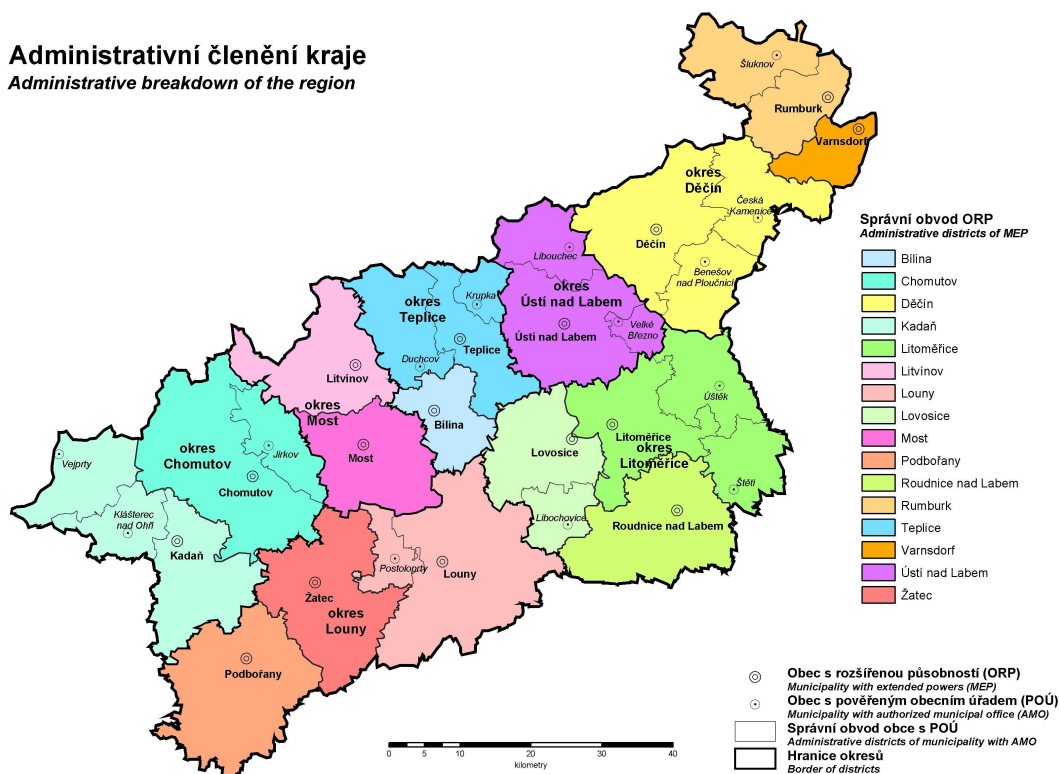 Administrativní členění kraje
Administrative breakdown of the region
Šluknov
Rumburk
Varnsdorf
okres
Děčín
Česká
Kamenice
Děčín
Benešov
nad Ploučnicí
Libouchec
okres
Ústí nad Labem
Ústí nad Labem
Velké
Březno
okres
Teplice
Krupka
Teplice
Duchcov
Bílina
Litvínov
okres
Most
Most
okres
Chomutov
Jirkov
Chomutov
Vejprty
Klášterec
nad Ohří
Kadaň
Úštěk
Litoměřice
okres
Litoměřice
Štětí
Lovosice
Libochovice
Roudnice nad Labem
Postoloprty
Louny
Žatec
okres
Louny
Podbořany
Správní obvod ORP
Administrative districts of MEP
Bílina
Chomutov
Děčín
Kadaň
Litoměřice
Litvínov
Louny
Lovosice
Most
Podbořany
Roudnice nad Labem
Rumburk
Teplice
Varnsdorf
Ústí nad Labem
Žatec
Obec s rozšířenou působností (ORP)
Municipality with extended powers (MEP)
Obec s pověřeným obecním úřadem (POÚ)
Municipality with authorized municipal office (AMO)
Správní obvod obce s POÚ
Administrative districts of municipality with AMO
Hranice okresů
Border of districts
0 10 20 30 40
kilometry